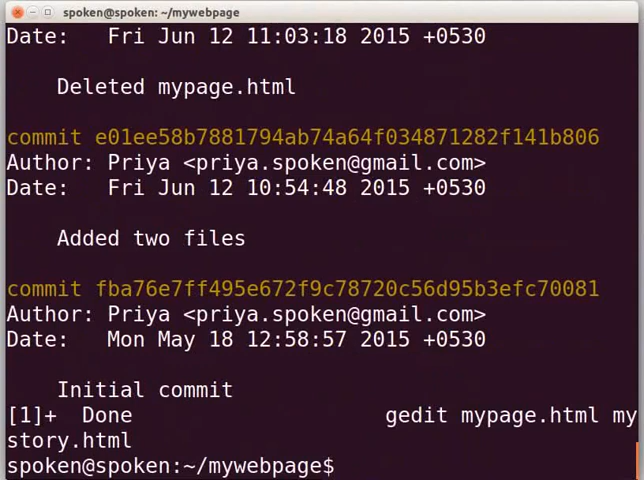 spoken@spoken: ~/mywebpage
Date:   Fri Jun 12 11:03:18 2015 +0530
Deleted mypage.html
commit e01ee58b7881794ab74a64f034871282f141b806
Author: Priya <priya.spoken@gmail.com>
Date:   Fri Jun 12 10:54:48 2015 +0530
Added two files
commit fba76e7ff495e672f9c78720c56d95b3efc70081
Author: Priya <priya.spoken@gmail.com>
Date:   Mon May 18 12:58:57 2015 +0530
Initial commit
[1]+  Done                    gedit mypage.html my
story.html
spoken@spoken:~/mywebpage$